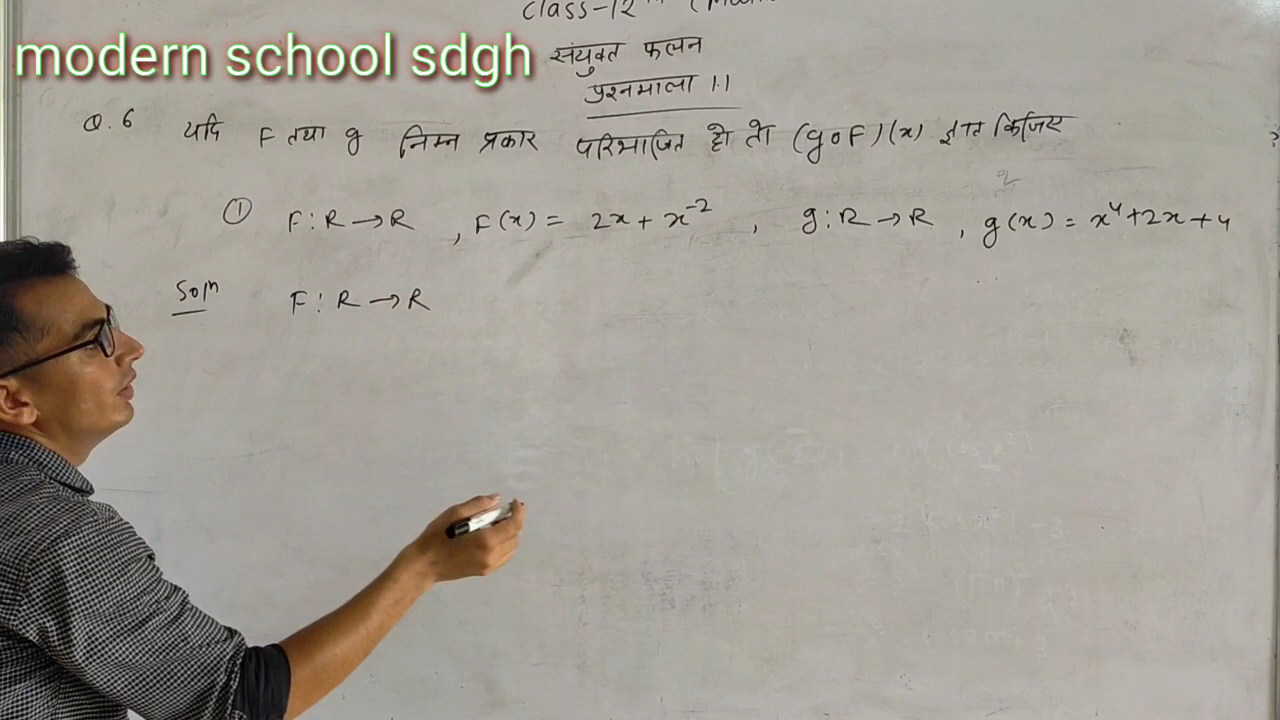 Class-12
modern school sdgh
संयुक्त फलन
प्रश्नमाला 1.1
Q. 6 यदि F तथा g निम्न प्रकार परिभाषित हो तो (goF)(x) ज्ञात किजिए
① F:R→R, F(x) = 2x + x⁻², g:R→R, g(x) = x⁴+2x+4
Soln F:R→R